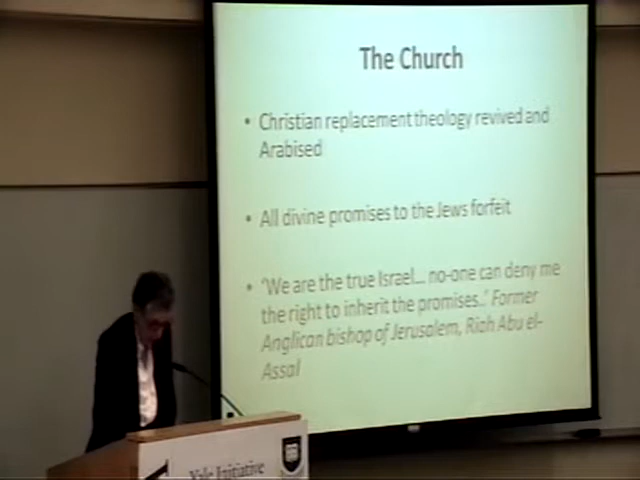 The Church
• Christian replacement theology revived and
Arabised
• All divine promises to the Jews forfeit
• 'We are the true Israel... no-one can deny me
the right to inherit the promises..' Former
Anglican bishop of Jerusalem, Riah Abu el-
Assal
Yale Initiative